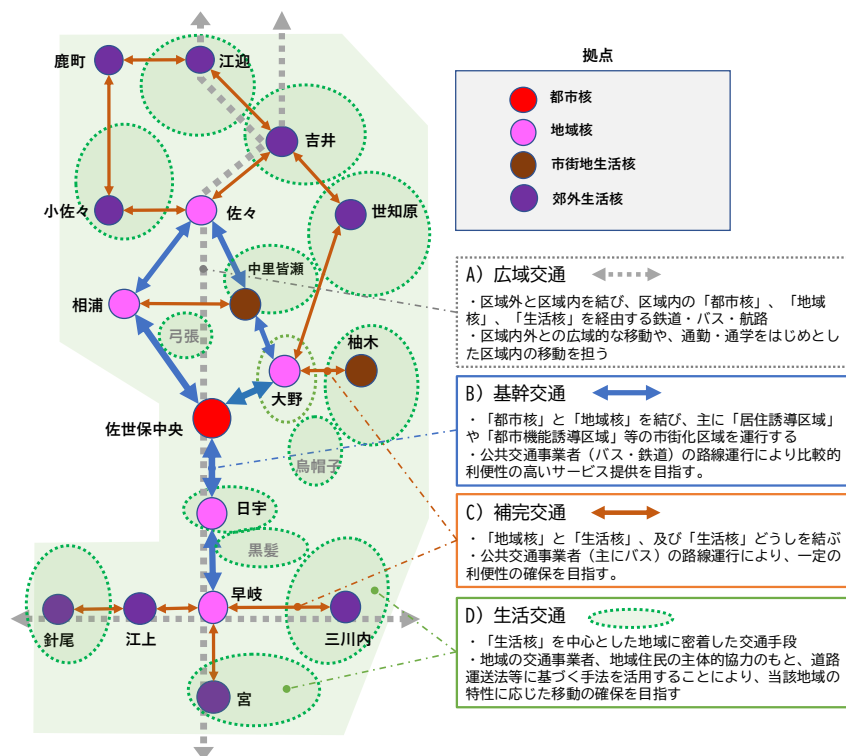 拠点
都市核
地域核
市街地生活核
郊外生活核
鹿町
江迎
吉井
小佐々
佐々
世知原
中里皆瀬
相浦
弓張
柚木
大野
佐世保中央
烏帽子
日宇
黒髪
早岐
針尾
江上
三川内
宮
A) 広域交通
・区域外と区域内を結び、区域内の「都市核」、「地域
核」、「生活核」を経由する鉄道・バス・航路
・区域内外との広域的な移動や、通勤・通学をはじめとし
た区域内の移動を担う
B) 基幹交通
・「都市核」と「地域核」を結び、主に「居住誘導区域」
や「都市機能誘導区域」等の市街化区域を運行する
・公共交通事業者（バス・鉄道）の路線運行により比較的
利便性の高いサービス提供を目指す。
C) 補完交通
・「地域核」と「生活核」、及び「生活核」どうしを結ぶ
・公共交通事業者（主にバス）の路線運行により、一定の
利便性の確保を目指す。
D) 生活交通
・「生活核」を中心とした地域に密着した交通手段
・地域の交通事業者、地域住民の主体的協力のもと、道路
運送法等に基づく手法を活用することにより、当該地域の
特性に応じた移動の確保を目指す